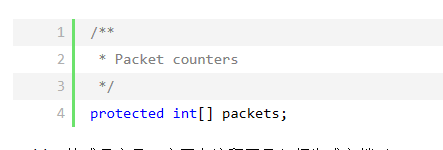 1 /**
2 * Packet counters
3 */
4 protected int[] packets;